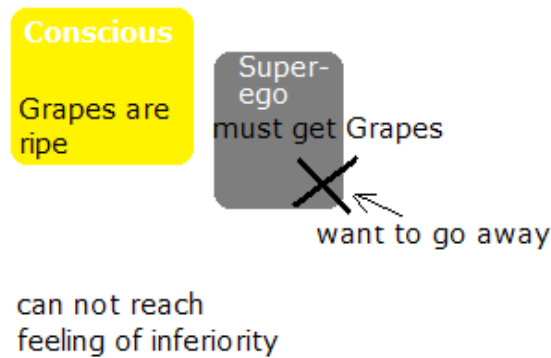 Conscious
Grapes are
ripe
Super-
ego
must get Grapes
want to go away
can not reach
feeling of inferiority